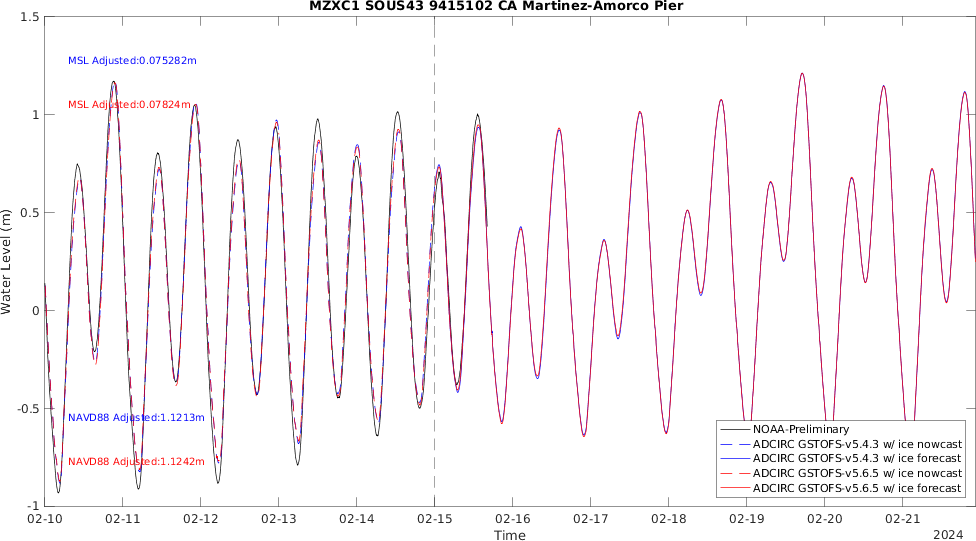 MZXC1 SOUS43 9415102 CA Martinez-Amorco Pier
1.5
1
0.5
0
-0.5
-1
Water Level (m)
MSL Adjusted:0.075282m
MSL Adjusted:0.07824m
NAVD88 Adjusted:1.1213m
NAVD88 Adjusted:1.1242m
NOAA-Preliminary
ADCIRC GSTOFS-v5.4.3 w/ ice nowcast
ADCIRC GSTOFS-v5.4.3 w/ ice forecast
ADCIRC GSTOFS-v5.6.5 w/ ice nowcast
ADCIRC GSTOFS-v5.6.5 w/ ice forecast
02-10 02-11 02-12 02-13 02-14 02-15 02-16 02-17 02-18 02-19 02-20 02-21
Time
2024